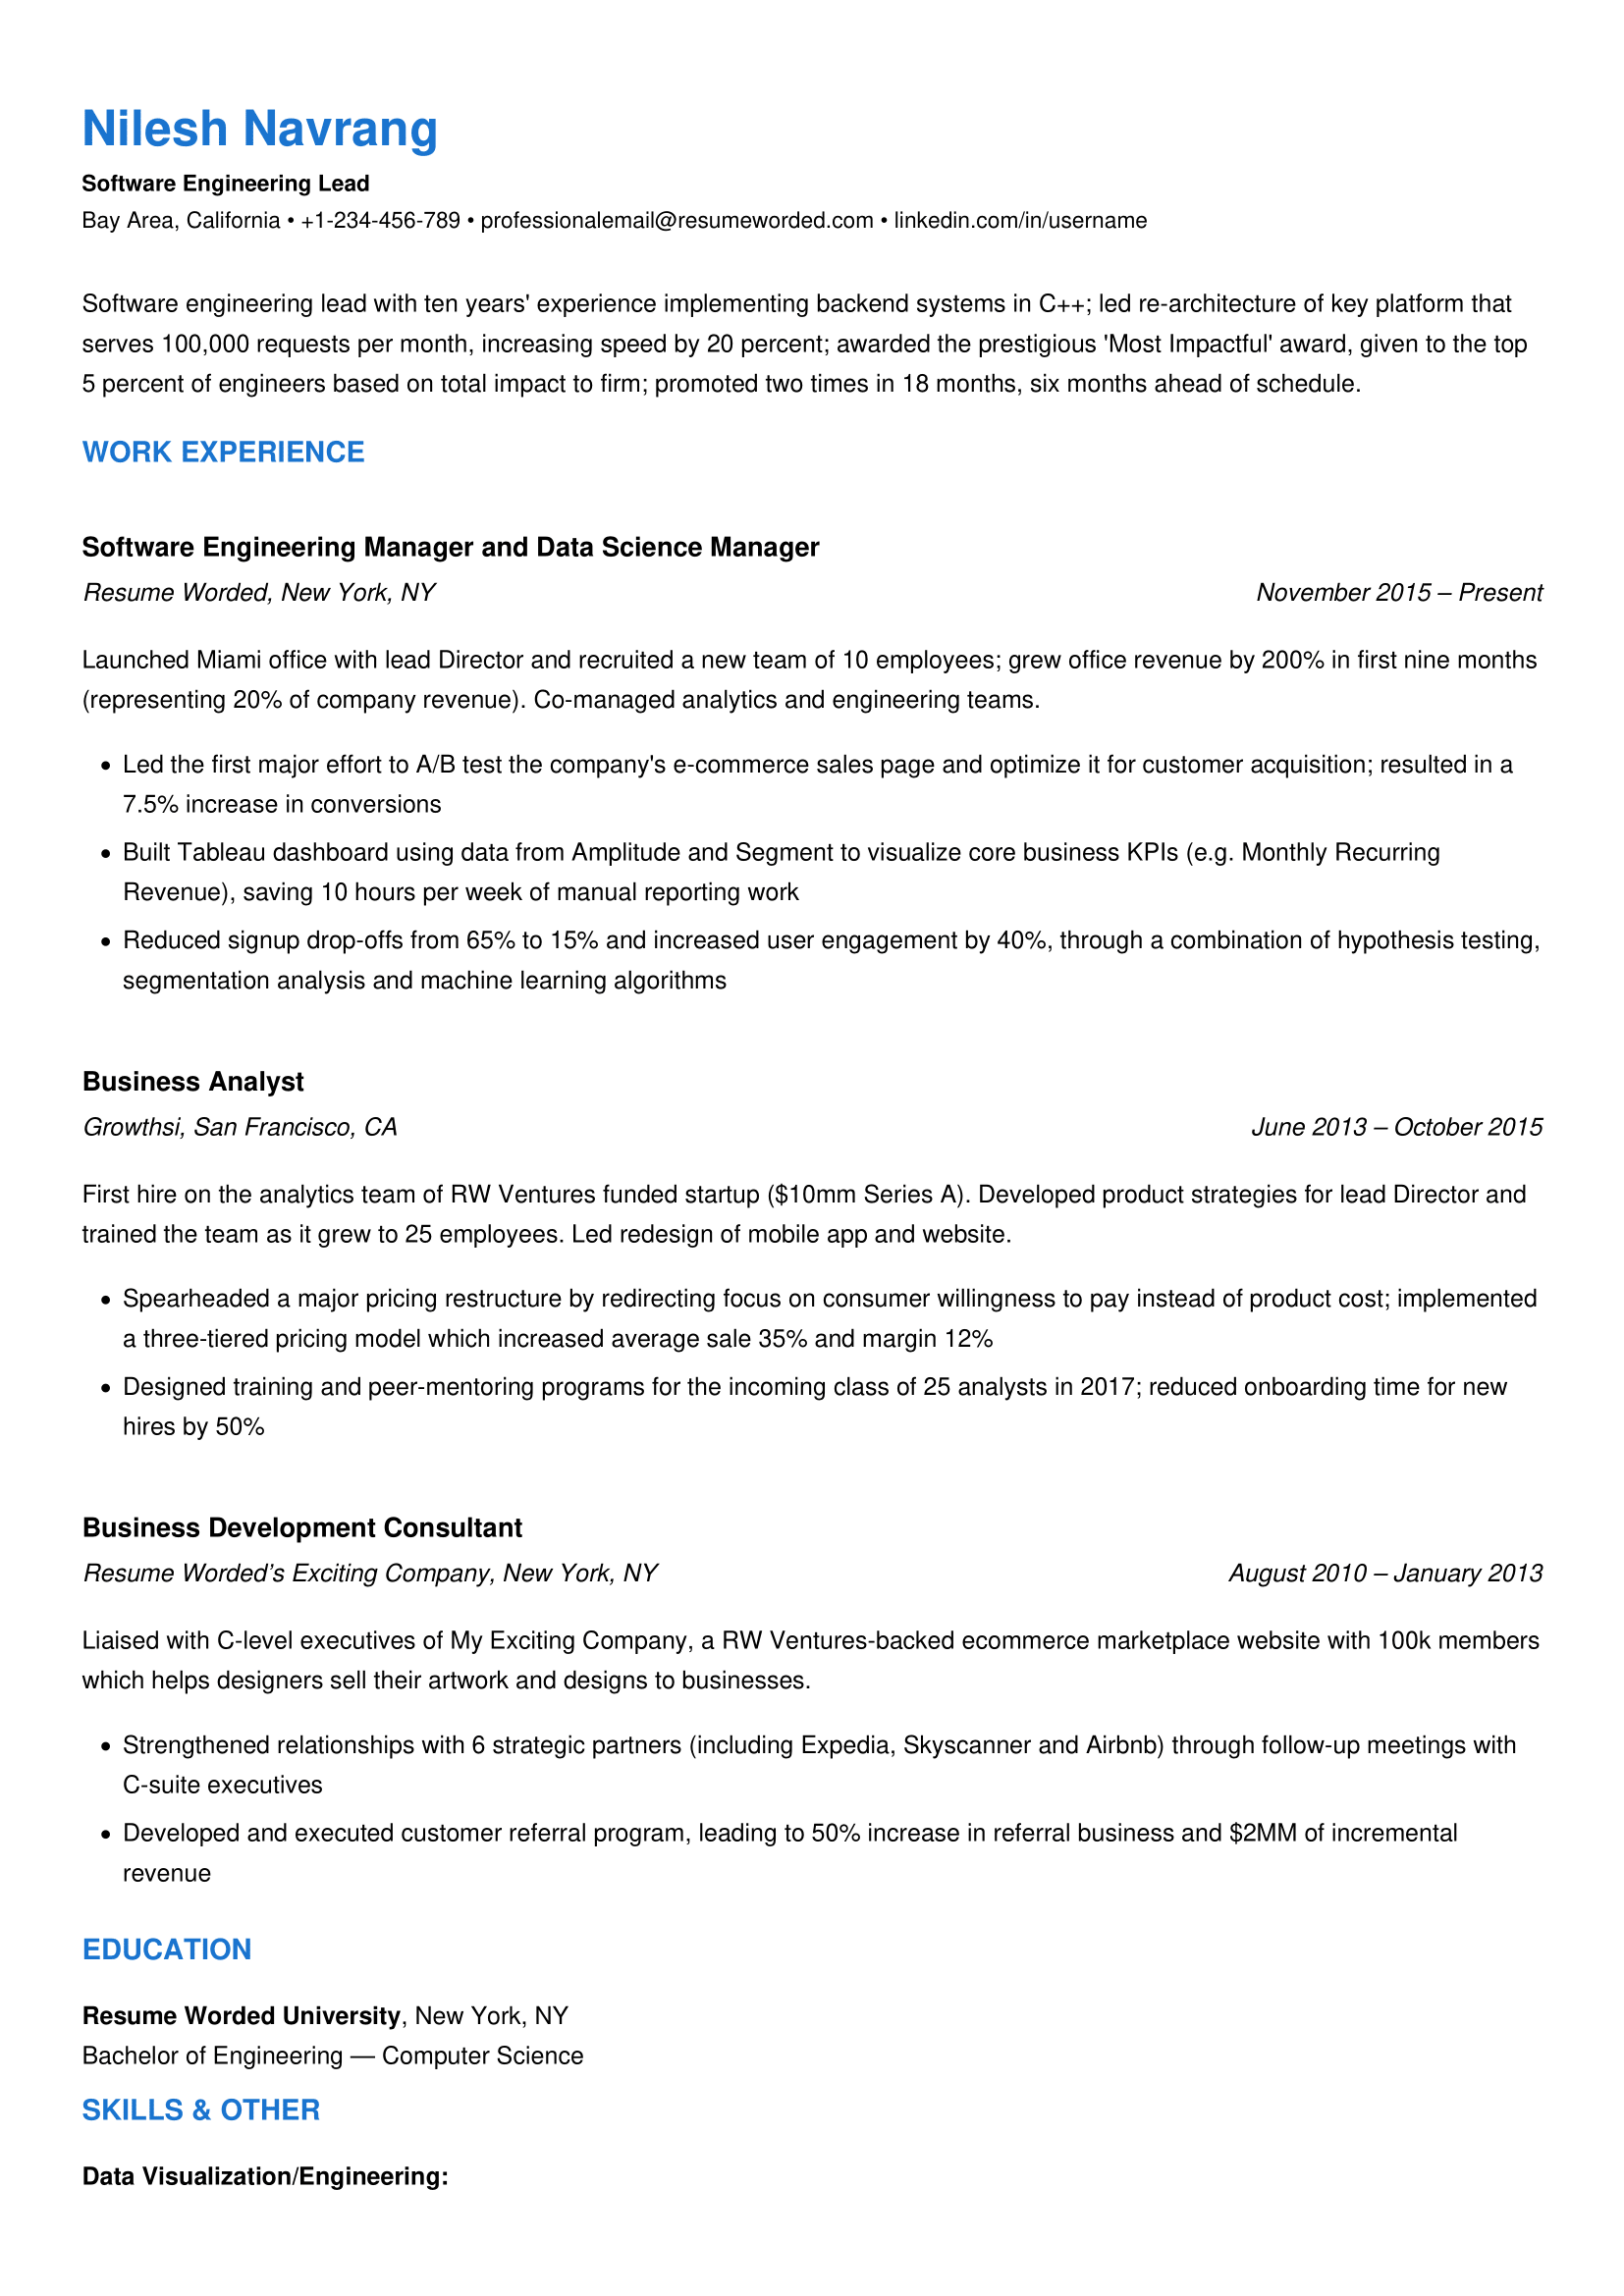 Nilesh Navrang
Software Engineering Lead
Bay Area, California • +1-234-456-789 • professionalemail@resumeworded.com • linkedin.com/in/username
Software engineering lead with ten years' experience implementing backend systems in C++; led re-architecture of key platform that
serves 100,000 requests per month, increasing speed by 20 percent; awarded the prestigious 'Most Impactful' award, given to the top
5 percent of engineers based on total impact to firm; promoted two times in 18 months, six months ahead of schedule.
WORK EXPERIENCE
Software Engineering Manager and Data Science Manager
Resume Worded, New York, NY November 2015 – Present
Launched Miami office with lead Director and recruited a new team of 10 employees; grew office revenue by 200% in first nine months
(representing 20% of company revenue). Co-managed analytics and engineering teams.
• Led the first major effort to A/B test the company's e-commerce sales page and optimize it for customer acquisition; resulted in a
7.5% increase in conversions
• Built Tableau dashboard using data from Amplitude and Segment to visualize core business KPIs (e.g. Monthly Recurring
Revenue), saving 10 hours per week of manual reporting work
• Reduced signup drop-offs from 65% to 15% and increased user engagement by 40%, through a combination of hypothesis testing,
segmentation analysis and machine learning algorithms
Business Analyst
Growthsi, San Francisco, CA June 2013 – October 2015
First hire on the analytics team of RW Ventures funded startup ($10mm Series A). Developed product strategies for lead Director and
trained the team as it grew to 25 employees. Led redesign of mobile app and website.
• Spearheaded a major pricing restructure by redirecting focus on consumer willingness to pay instead of product cost; implemented
a three-tiered pricing model which increased average sale 35% and margin 12%
• Designed training and peer-mentoring programs for the incoming class of 25 analysts in 2017; reduced onboarding time for new
hires by 50%
Business Development Consultant
Resume Worded’s Exciting Company, New York, NY August 2010 – January 2013
Liaised with C-level executives of My Exciting Company, a RW Ventures-backed ecommerce marketplace website with 100k members
which helps designers sell their artwork and designs to businesses.
• Strengthened relationships with 6 strategic partners (including Expedia, Skyscanner and Airbnb) through follow-up meetings with
C-suite executives
• Developed and executed customer referral program, leading to 50% increase in referral business and $2MM of incremental
revenue
EDUCATION
Resume Worded University, New York, NY
Bachelor of Engineering — Computer Science
SKILLS & OTHER
Data Visualization/Engineering: